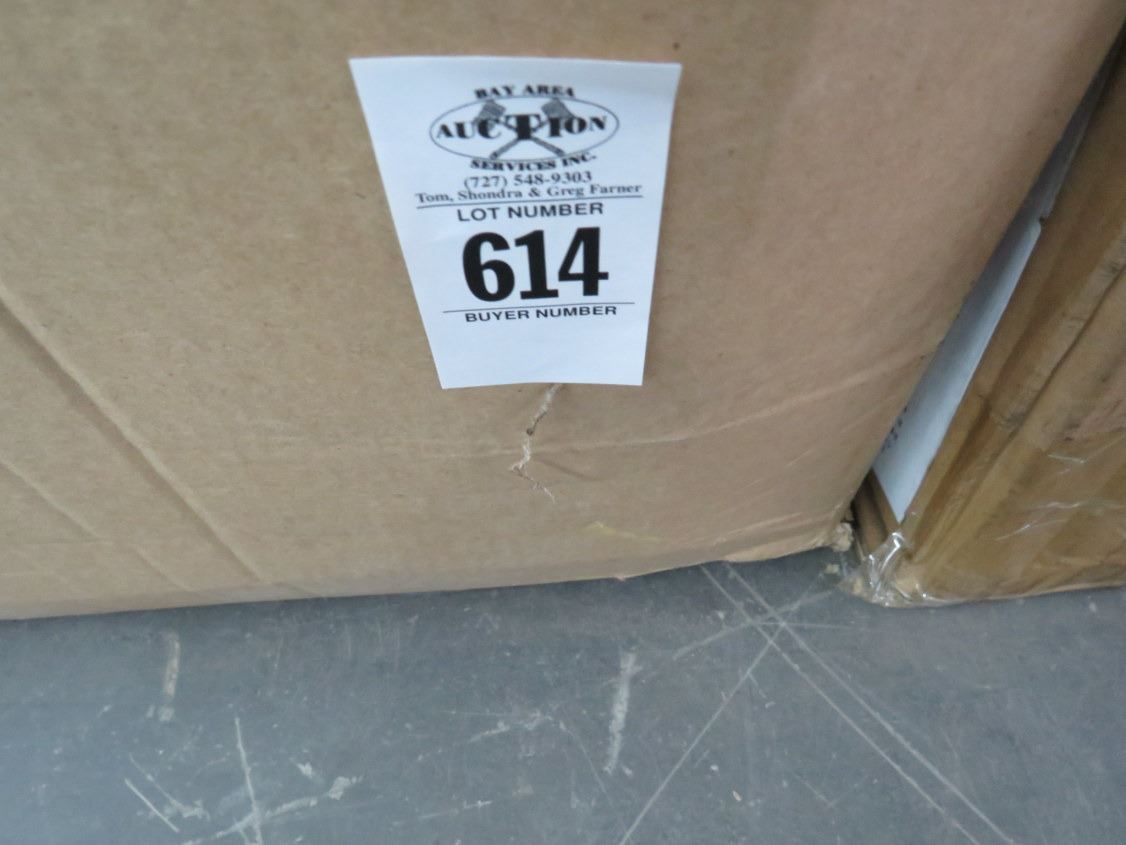 BAY AREA
AUCTION
SERVICES INC.
(727) 548-9303
Tom, Shondra & Greg Farner
LOT NUMBER
614
BUYER NUMBER